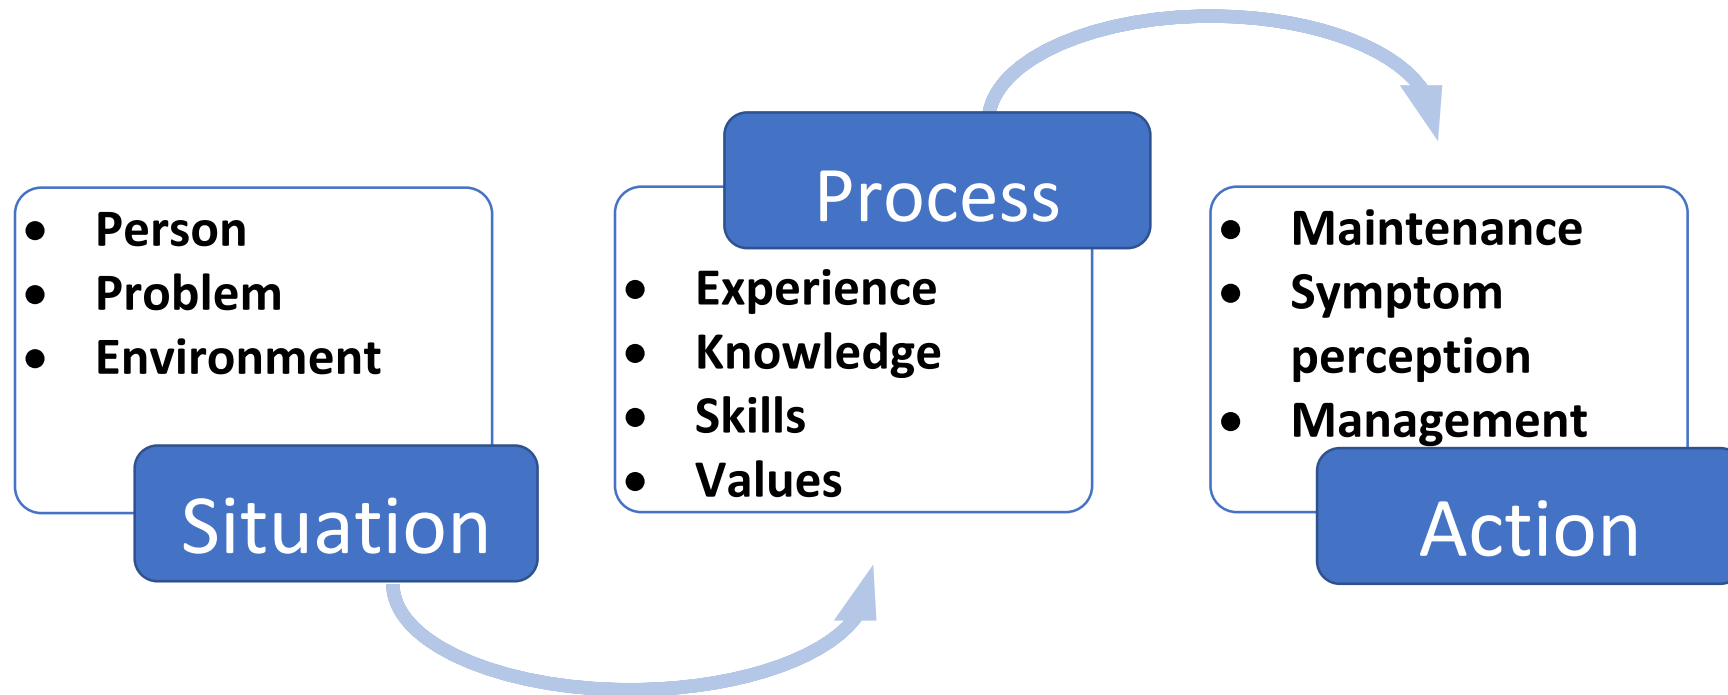 Person
Problem
Environment
Situation
Process
Experience
Knowledge
Skills
Values
Maintenance
Symptom
perception
Management
Action